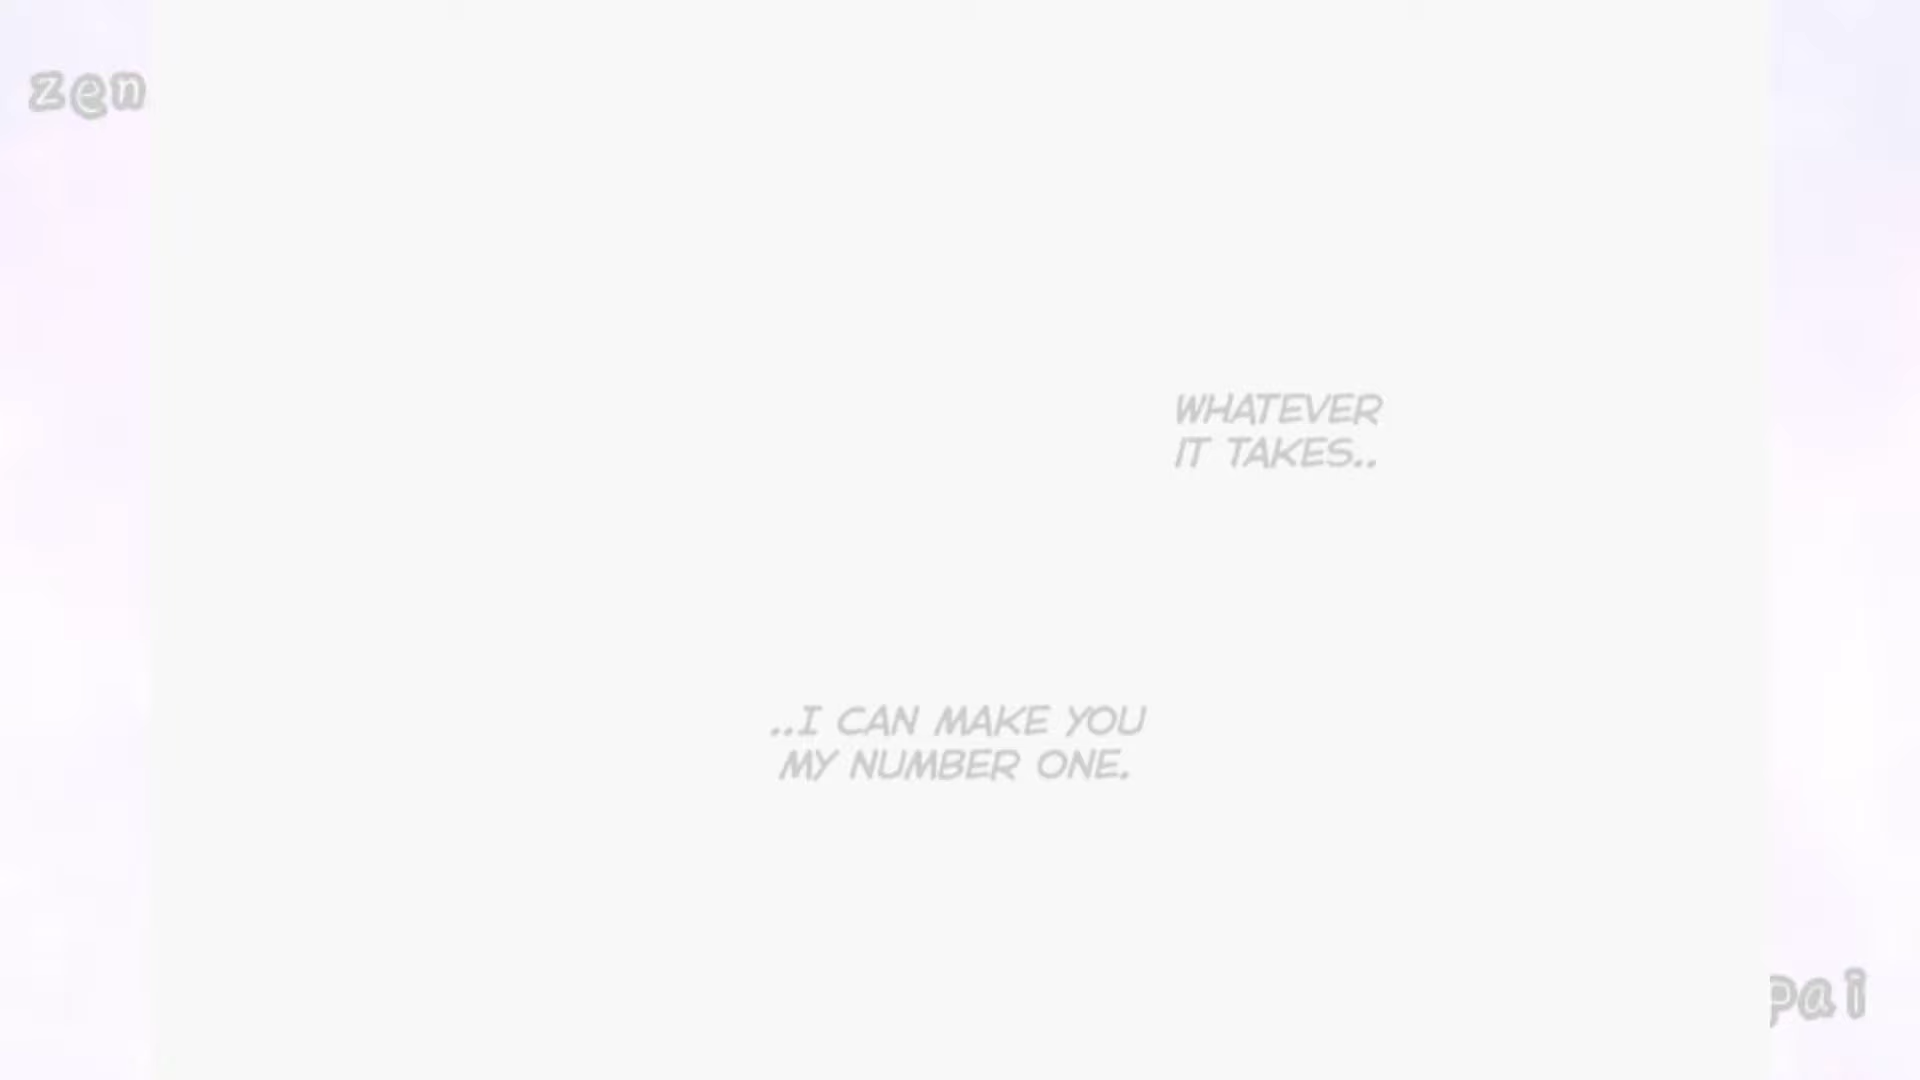 zen
WHATEVER
IT TAKES..
..I CAN MAKE YOU
MY NUMBER ONE.
pai